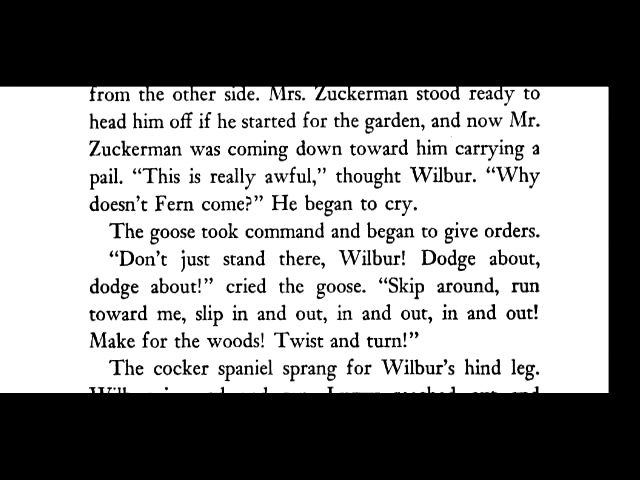 from the other side. Mrs. Zuckerman stood ready to
head him off if he started for the garden, and now Mr.
Zuckerman was coming down toward him carrying a
pail. “This is really awful,” thought Wilbur. “Why
doesn’t Fern come?” He began to cry.
The goose took command and began to give orders.
“Don’t just stand there, Wilbur! Dodge about,
dodge about!” cried the goose. “Skip around, run
toward me, slip in and out, in and out, in and out!
Make for the woods! Twist and turn!”
The cocker spaniel sprang for Wilbur’s hind leg.